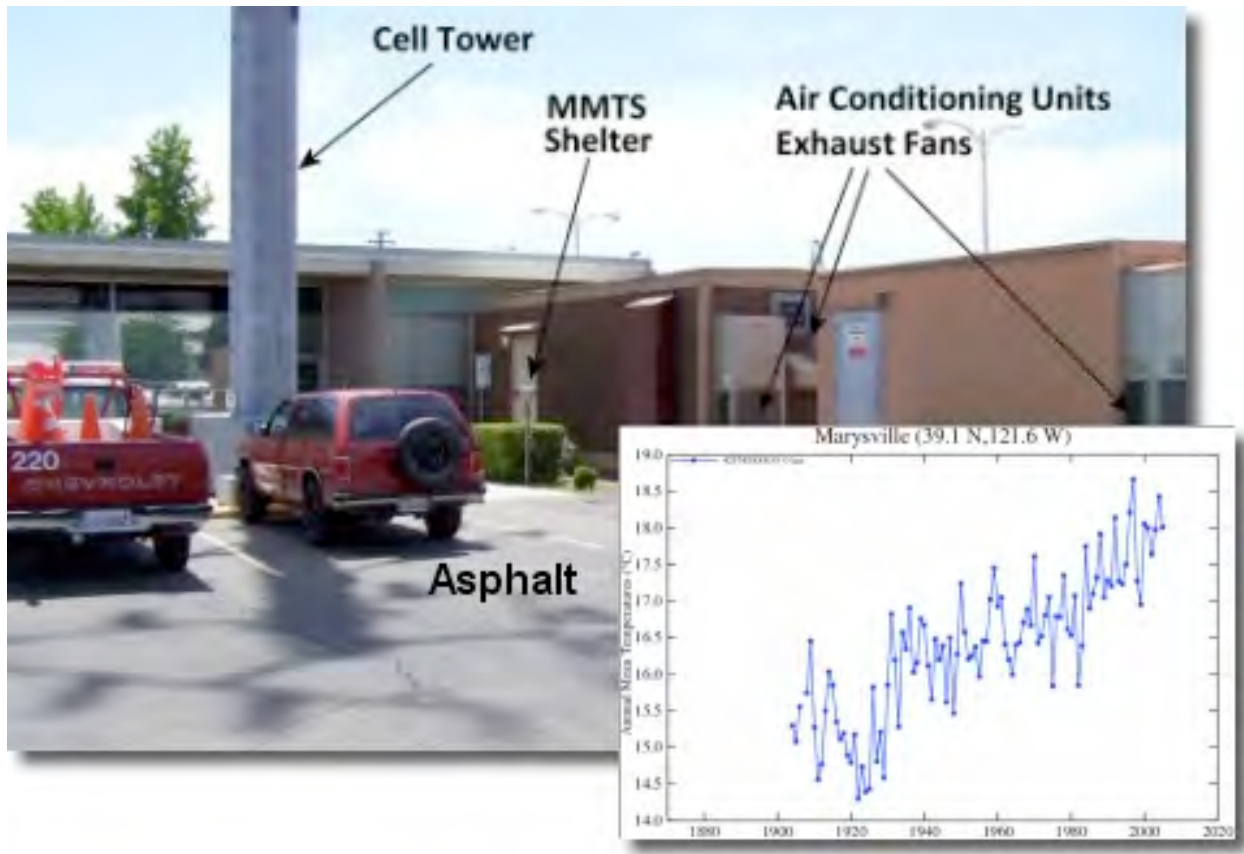 Cell Tower
MMTS
Shelter
Air Conditioning Units
Exhaust Fans
220
CHEVROLET
Asphalt
Marysville (39.1 N,121.6 W)
Annual Mean Temperatures (°C)
19.0
18.5
18.0
17.5
17.0
16.5
16.0
15.5
15.0
14.5
14.0
1880
1900
1920
1940
1960
1980
2000
2020